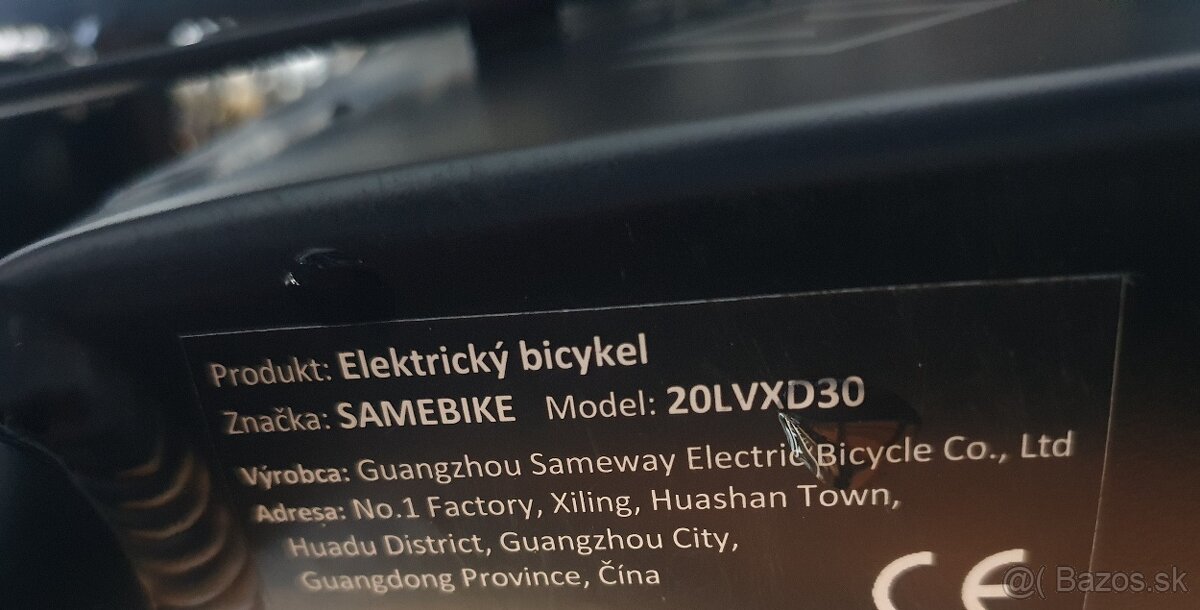 Produkt: Elektrický bicykel
Značka: SAMEBIKE Model: 20LVXD30
Výrobca: Guangzhou Sameway Electric Bicycle Co., Ltd
Adresa: No.1 Factory, Xiling, Huashan Town,
Huadu District, Guangzhou City,
Guangdong Province, Čína
CE
@( Bazos.sk